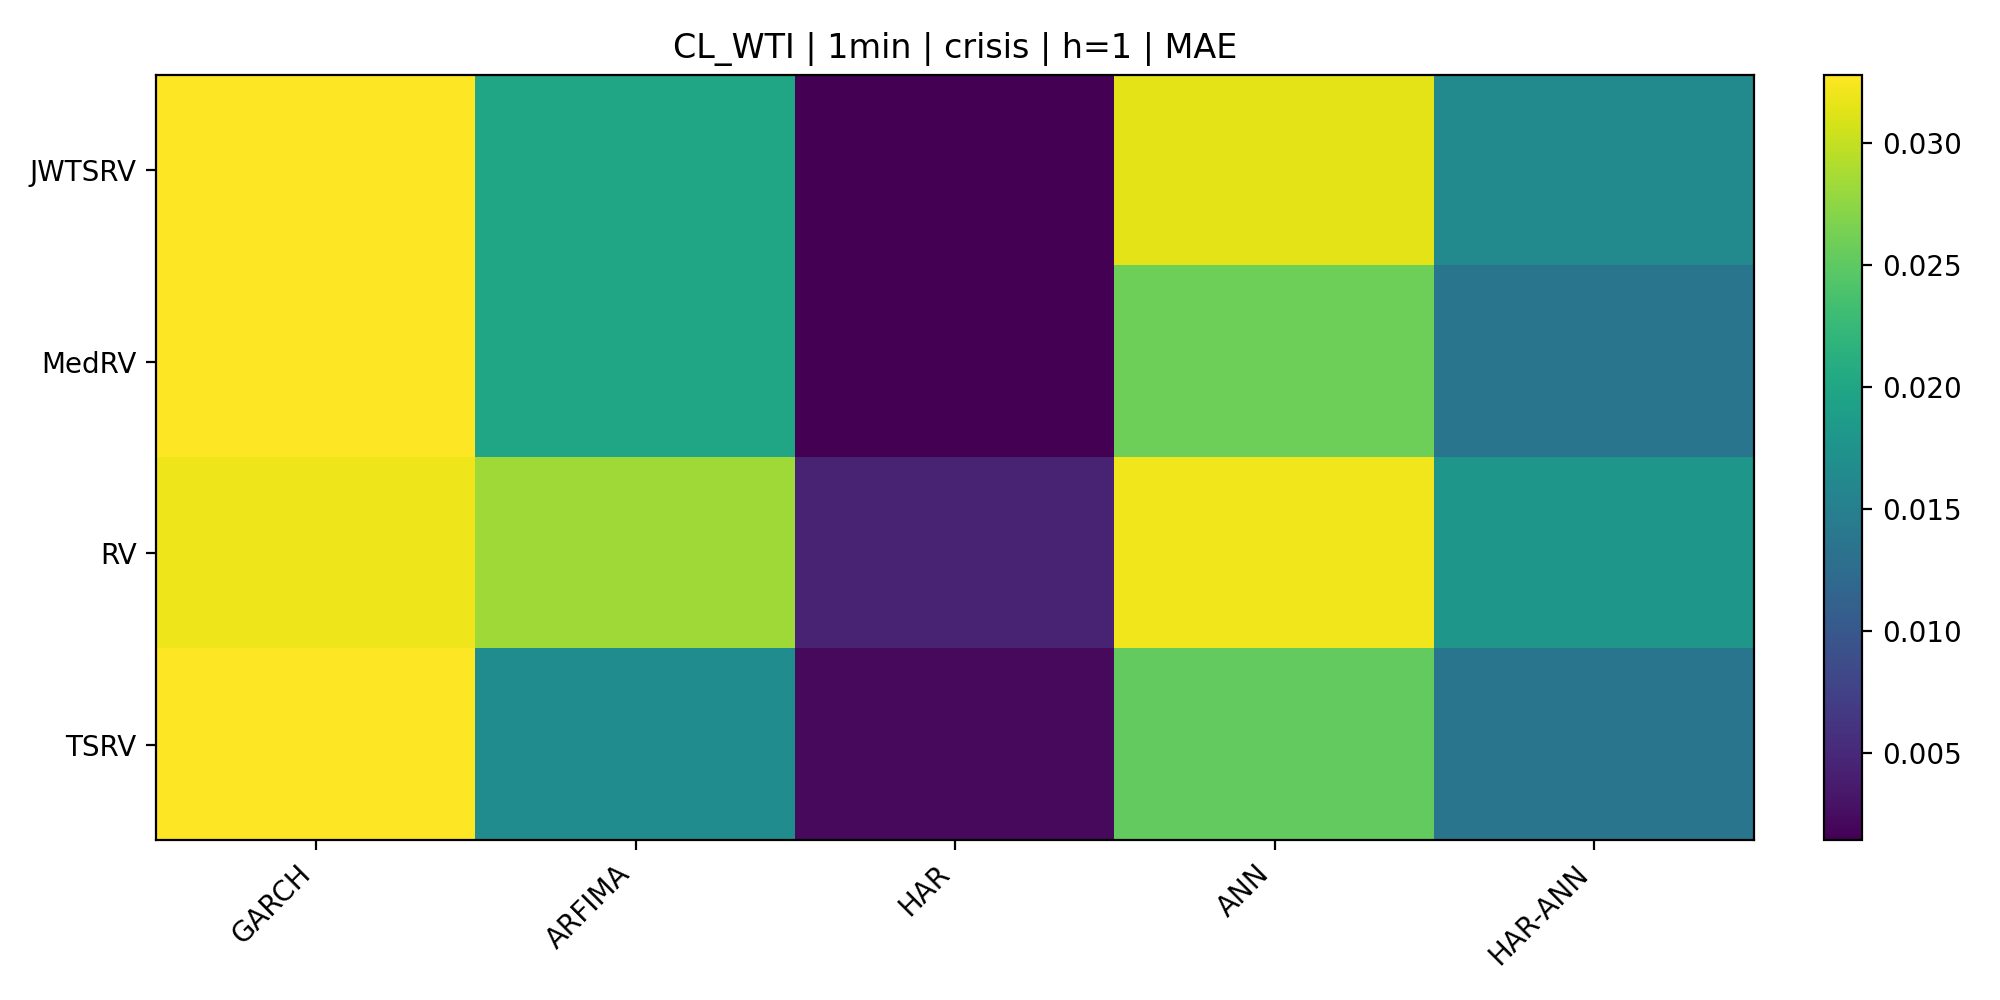 CL_WTI | 1min | crisis | h=1 | MAE
JWTSRV
MedRV
RV
TSRV
GARCH
ARFIMA
HAR
ANN
HAR-ANN
0.030
0.025
0.020
0.015
0.010
0.005